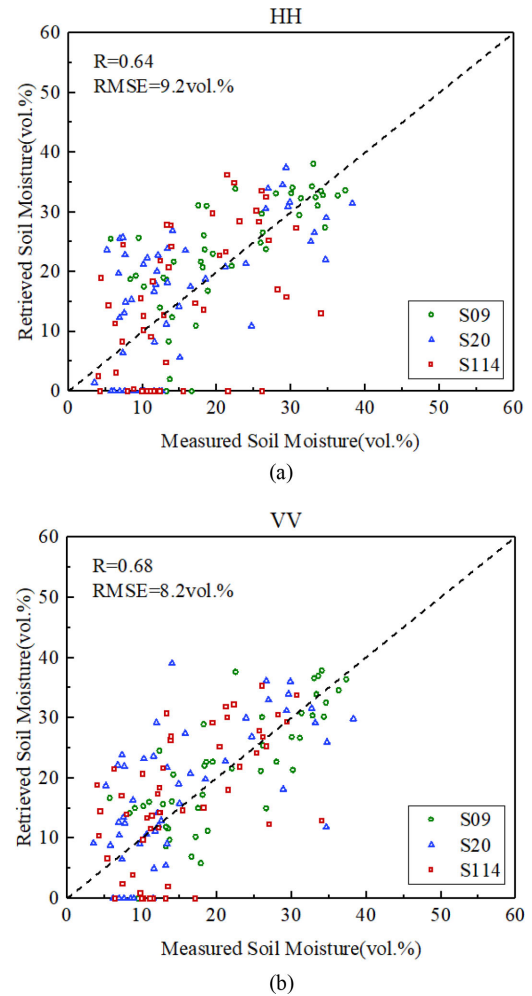 HH
60
50
40
30
20
10
0
Retrieved Soil Moisture(vol.%)
R=0.64
RMSE=9.2vol.%
S09
S20
S114
0 10 20 30 40 50 60
Measured Soil Moisture(vol.%)
(a)
VV
60
50
40
30
20
10
0
Retrieved Soil Moisture(vol.%)
R=0.68
RMSE=8.2vol.%
S09
S20
S114
0 10 20 30 40 50 60
Measured Soil Moisture(vol.%)
(b)